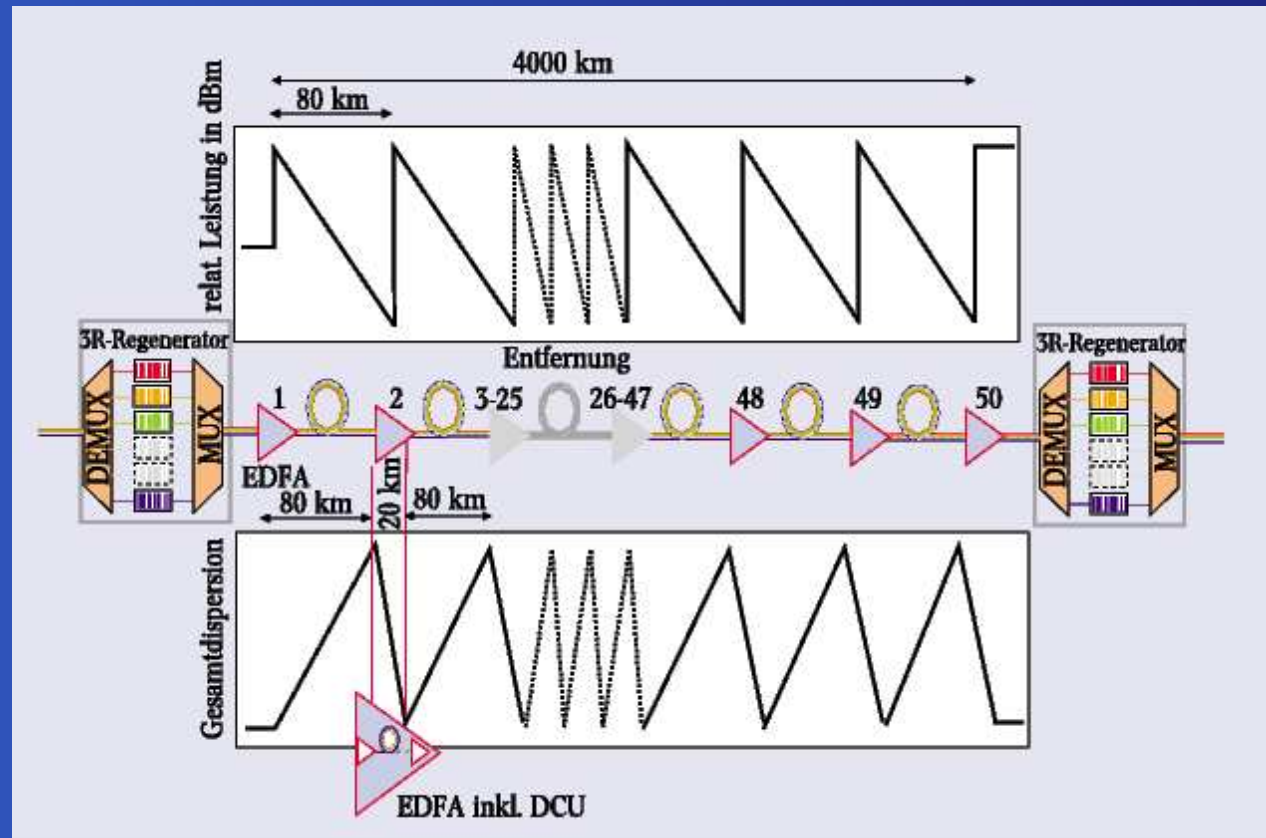 4000 km
80 km
relat. Leistung in dBm
Entfernung
3R-Regenerator
DEMUX
MUX
1
2
3-25
26-47
48
49
50
3R-Regenerator
DEMUX
MUX
EDFA
80 km
20 km
80 km
Gesamtdispersion
EDFA inkl. DCU